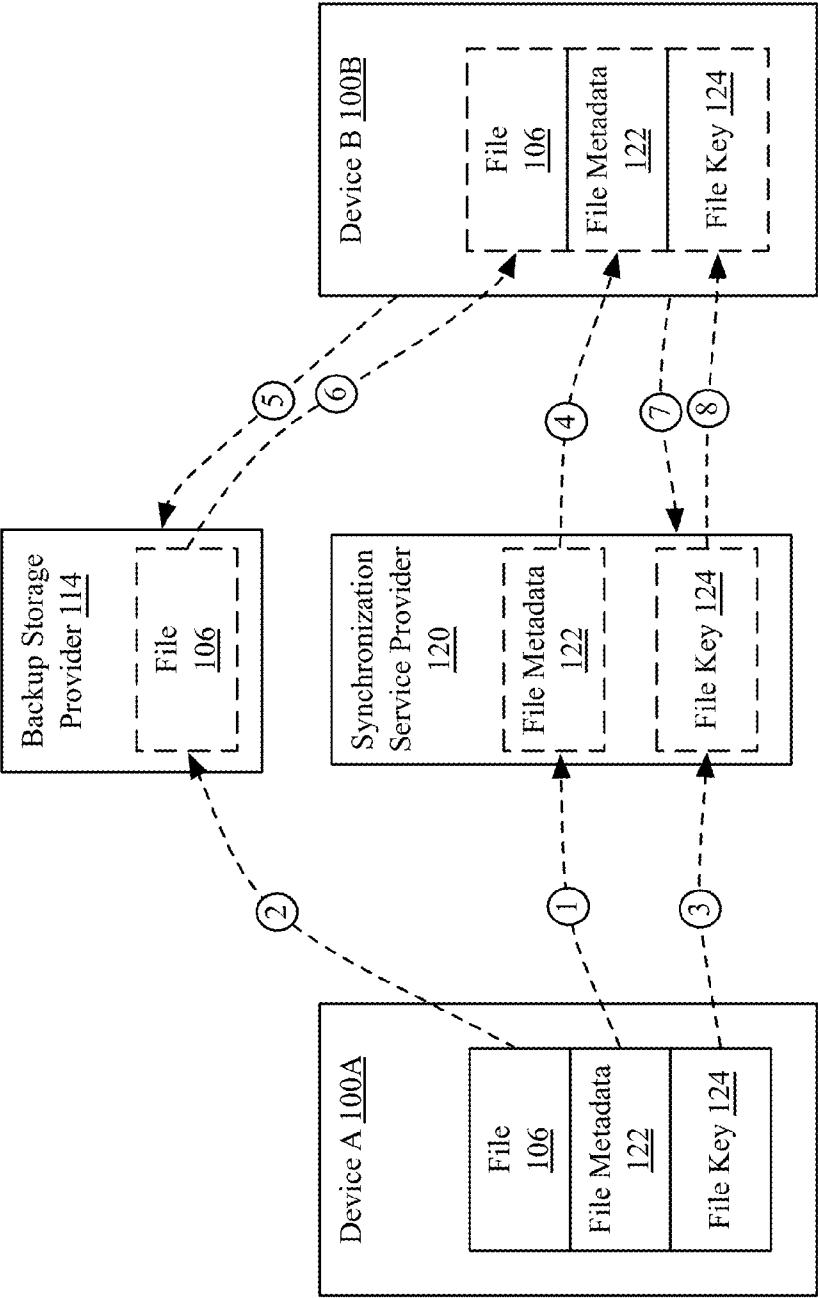 Device A 100A
File
106
File Metadata
122
File Key 124
2
1
3
Backup Storage
Provider 114
File
106
Synchronization
Service Provider
120
File Metadata
122
File Key 124
5
6
4
7
8
Device B 100B
File
106
File Metadata
122
File Key 124